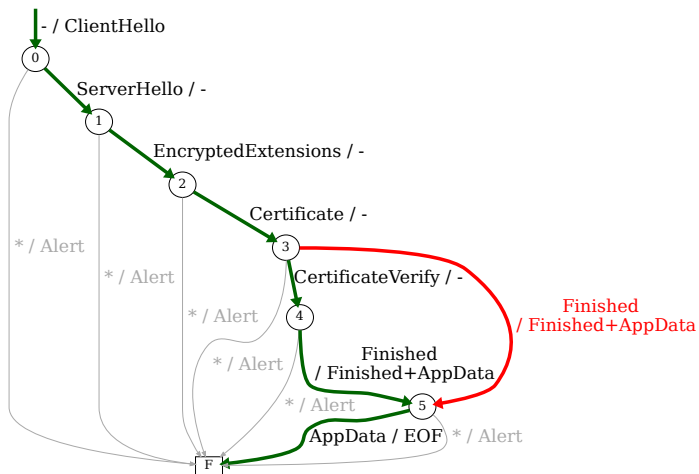 - / ClientHello
0
ServerHello / -
1
EncryptedExtensions / -
2
Certificate / -
3
* / Alert
* / Alert
CertificateVerify / -
Finished
/ Finished+AppData
* / Alert
4
Finished
/ Finished+AppData
* / Alert
* / Alert
5
AppData / EOF
* / Alert
F